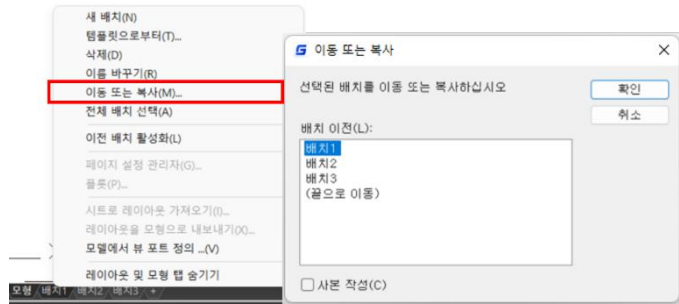 새 배치(N)
템플릿으로부터(T)...
삭제(D)
이름 바꾸기(R)
이동 또는 복사(M)...
전체 배치 선택(A)
이전 배치 활성화(L)
페이지 설정 관리자(G)...
플롯(P)...
시트로 레이아웃 가져오기(I)...
레이아웃을 모형으로 내보내기(X)...
모델에서 뷰 포트 정의 ...(V)
레이아웃 및 모형 탭 숨기기
모형 배치1 배치2 배치3 +
이동 또는 복사
선택된 배치를 이동 또는 복사하십시오
확인
취소
배치 이전(L):
배치1
배치2
배치3
(끝으로 이동)
사본 작성(C)